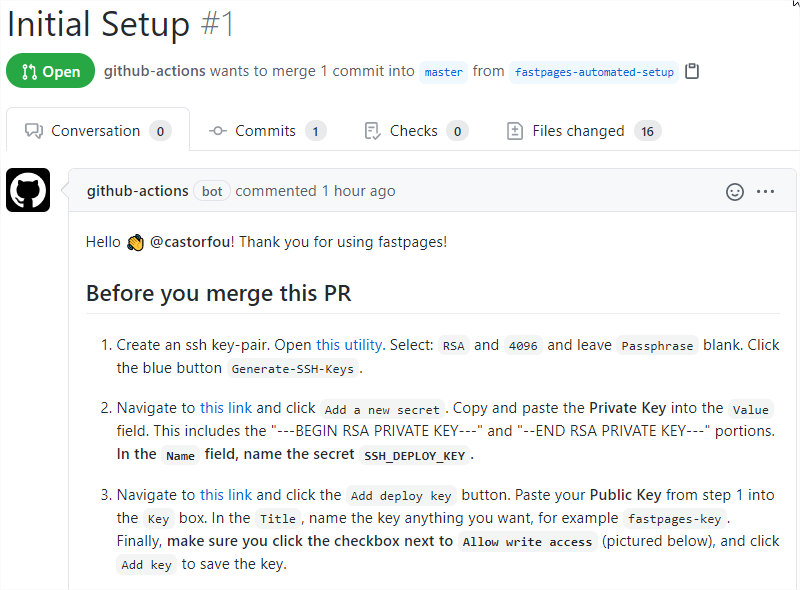 Initial Setup #1
Open github-actions wants to merge 1 commit into master from fastpages-automated-setup
Conversation 0 Commits 1 Checks 0 Files changed 16
github-actions bot commented 1 hour ago
Hello 👋 @castorfou! Thank you for using fastpages!
Before you merge this PR
1. Create an ssh key-pair. Open this utility. Select: RSA and 4096 and leave Passphrase blank. Click
the blue button Generate-SSH-Keys.
2. Navigate to this link and click Add a new secret. Copy and paste the Private Key into the Value
field. This includes the "---BEGIN RSA PRIVATE KEY---" and "--END RSA PRIVATE KEY---" portions.
In the Name field, name the secret SSH_DEPLOY_KEY.
3. Navigate to this link and click the Add deploy key button. Paste your Public Key from step 1 into
the Key box. In the Title, name the key anything you want, for example fastpages-key.
Finally, make sure you click the checkbox next to Allow write access (pictured below), and click
Add key to save the key.